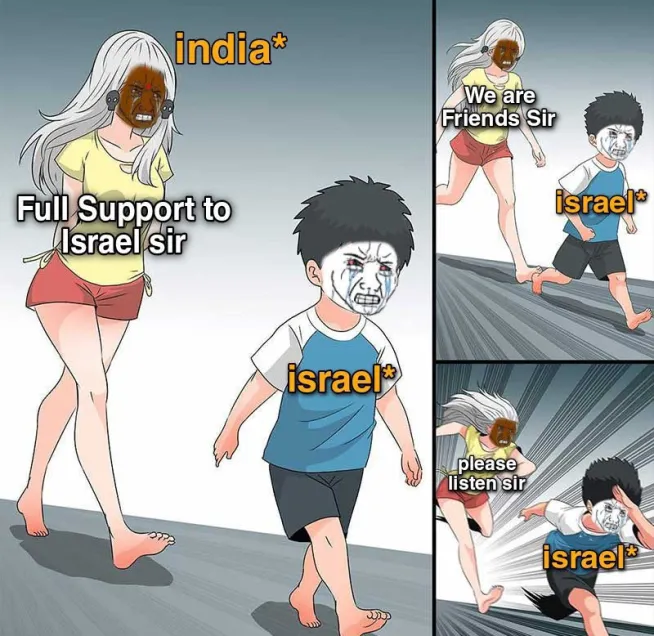 india*
Full Support to
Israel sir
israel*
We are
Friends Sir
israel*
please
listen sir
israel*